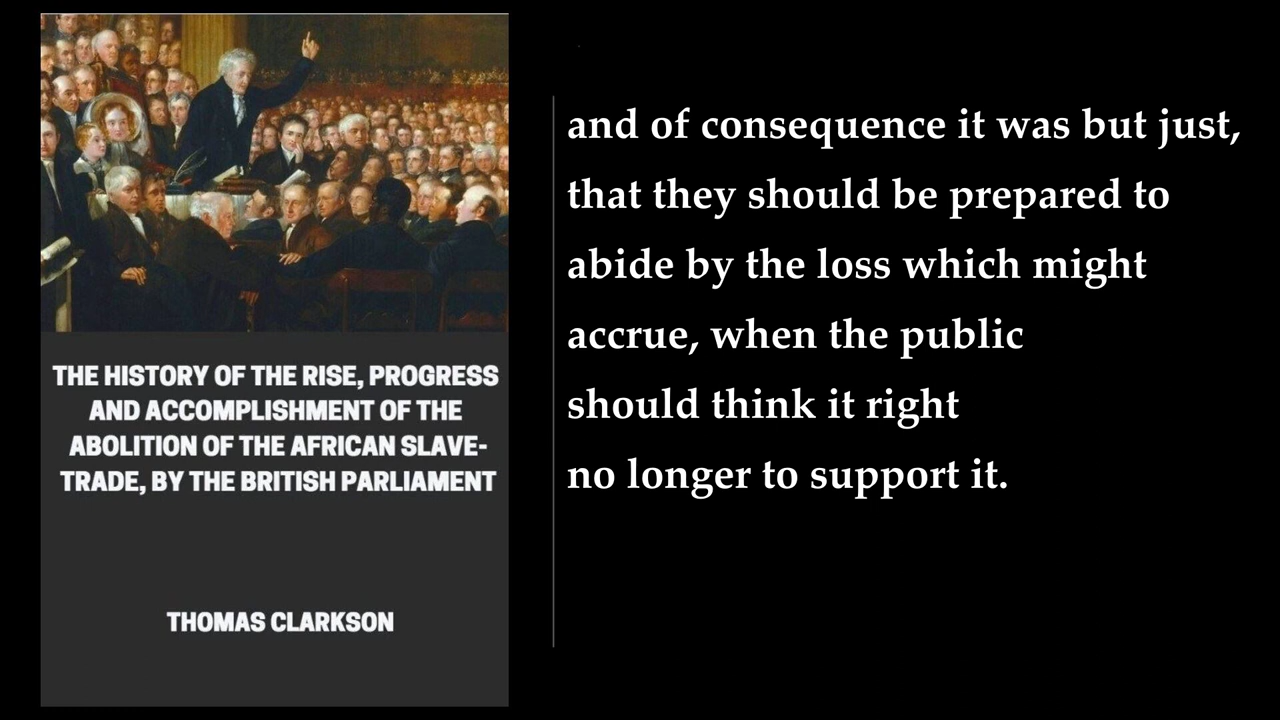 THE HISTORY OF THE RISE, PROGRESS
AND ACCOMPLISHMENT OF THE
ABOLITION OF THE AFRICAN SLAVE-
TRADE, BY THE BRITISH PARLIAMENT
THOMAS CLARKSON
and of consequence it was but just,
that they should be prepared to
abide by the loss which might
accrue, when the public
should think it right
no longer to support it.